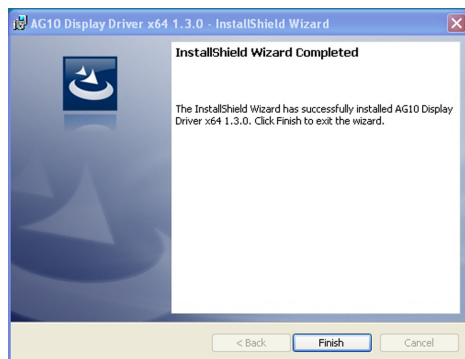 AG10 Display Driver x64 1.3.0 - InstallShield Wizard
InstallShield Wizard Completed
The InstallShield Wizard has successfully installed AG10 Display
Driver x64 1.3.0. Click Finish to exit the wizard.
< Back Finish Cancel